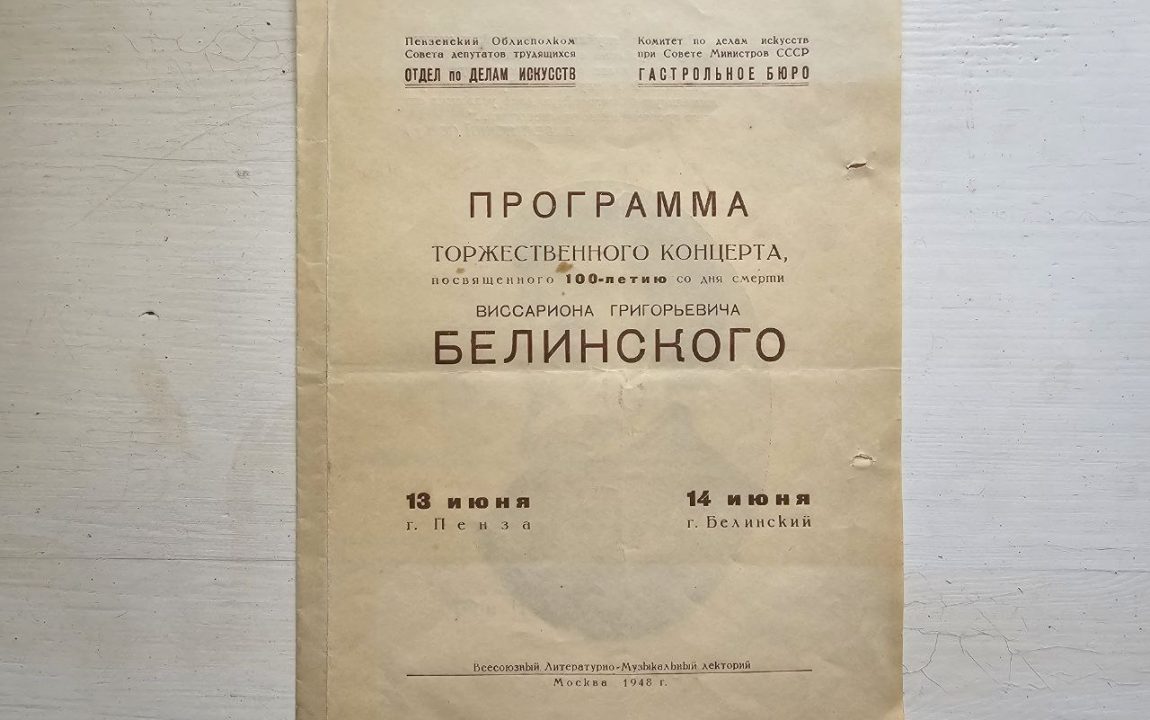 Пензенский Облисполком
Совета депутатов трудящихся
ОТДЕЛ по ДЕЛАМ ИСКУССТВ
Комитет по делам искусств
при Совете Министров СССР
ГАСТРОЛЬНОЕ БЮРО
ПРОГРАММА
ТОРЖЕСТВЕННОГО КОНЦЕРТА,
посвященного 100-летию со дня смерти
ВИССАРИОНА ГРИГОРЬЕВИЧА
БЕЛИНСКОГО
13 июня
г. Пенза
14 июня
г. Белинский
Всесоюзный Литературно-Музыкальный лекторий
Москва 1948 г.